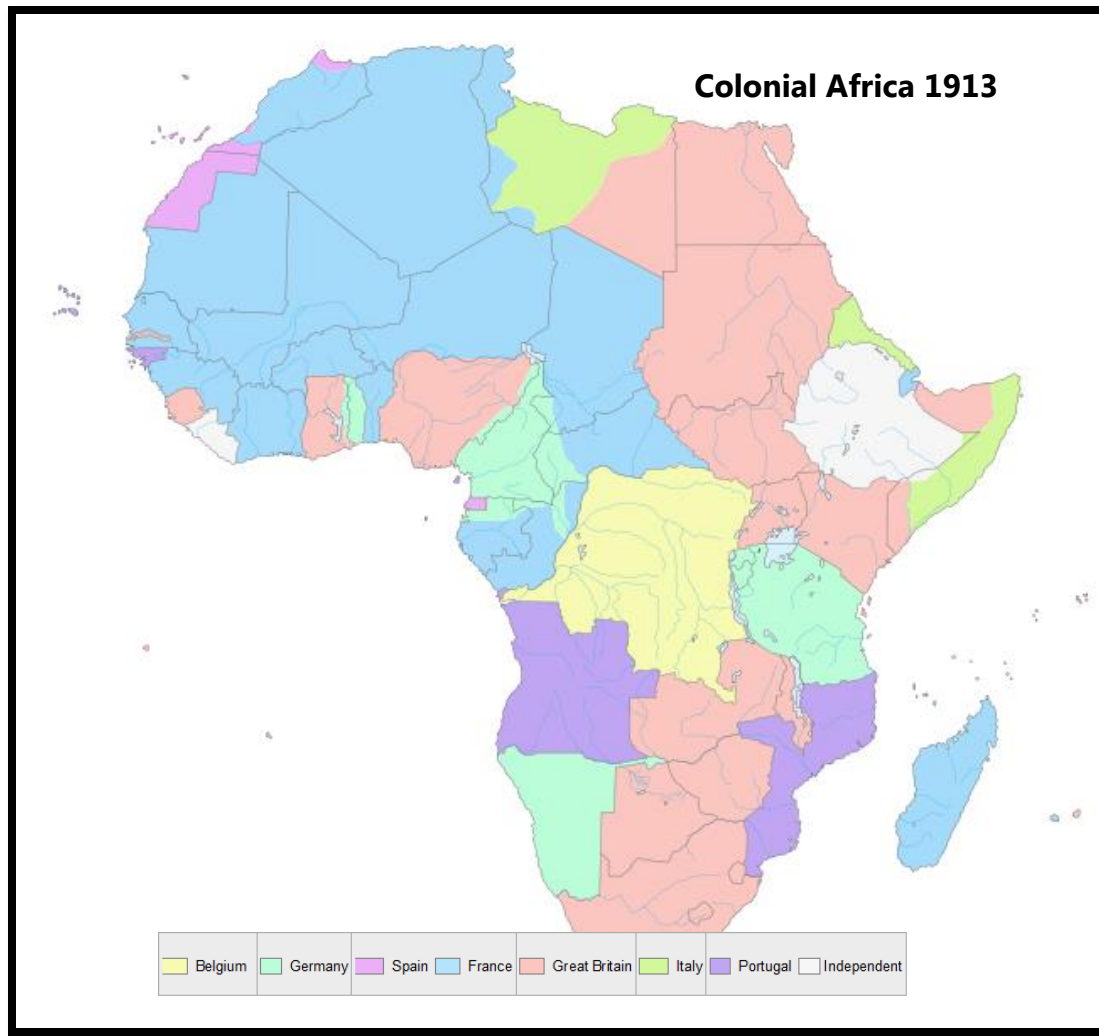 Colonial Africa 1913
Belgium Germany Spain France Great Britain Italy Portugal Independent